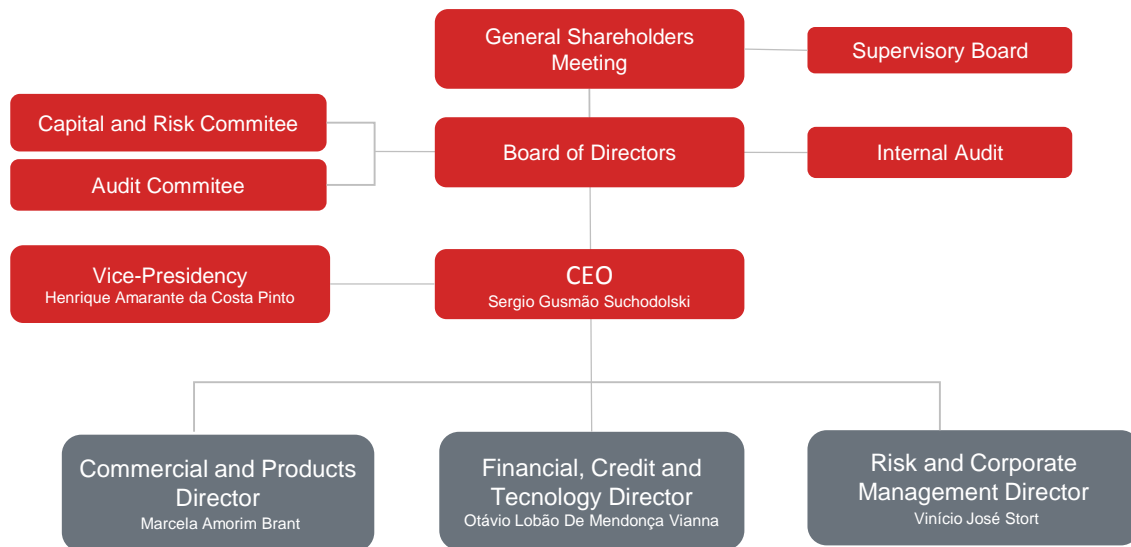 General Shareholders
Meeting
Supervisory Board
Capital and Risk Commitee
Board of Directors
Internal Audit
Audit Commitee
Vice-Presidency
Henrique Amarante da Costa Pinto
CEO
Sergio Gusmão Suchodolski
Commercial and Products
Director
Marcela Amorim Brant
Financial, Credit and
Tecnology Director
Otávio Lobão De Mendonça Vianna
Risk and Corporate
Management Director
Vinício José Stort